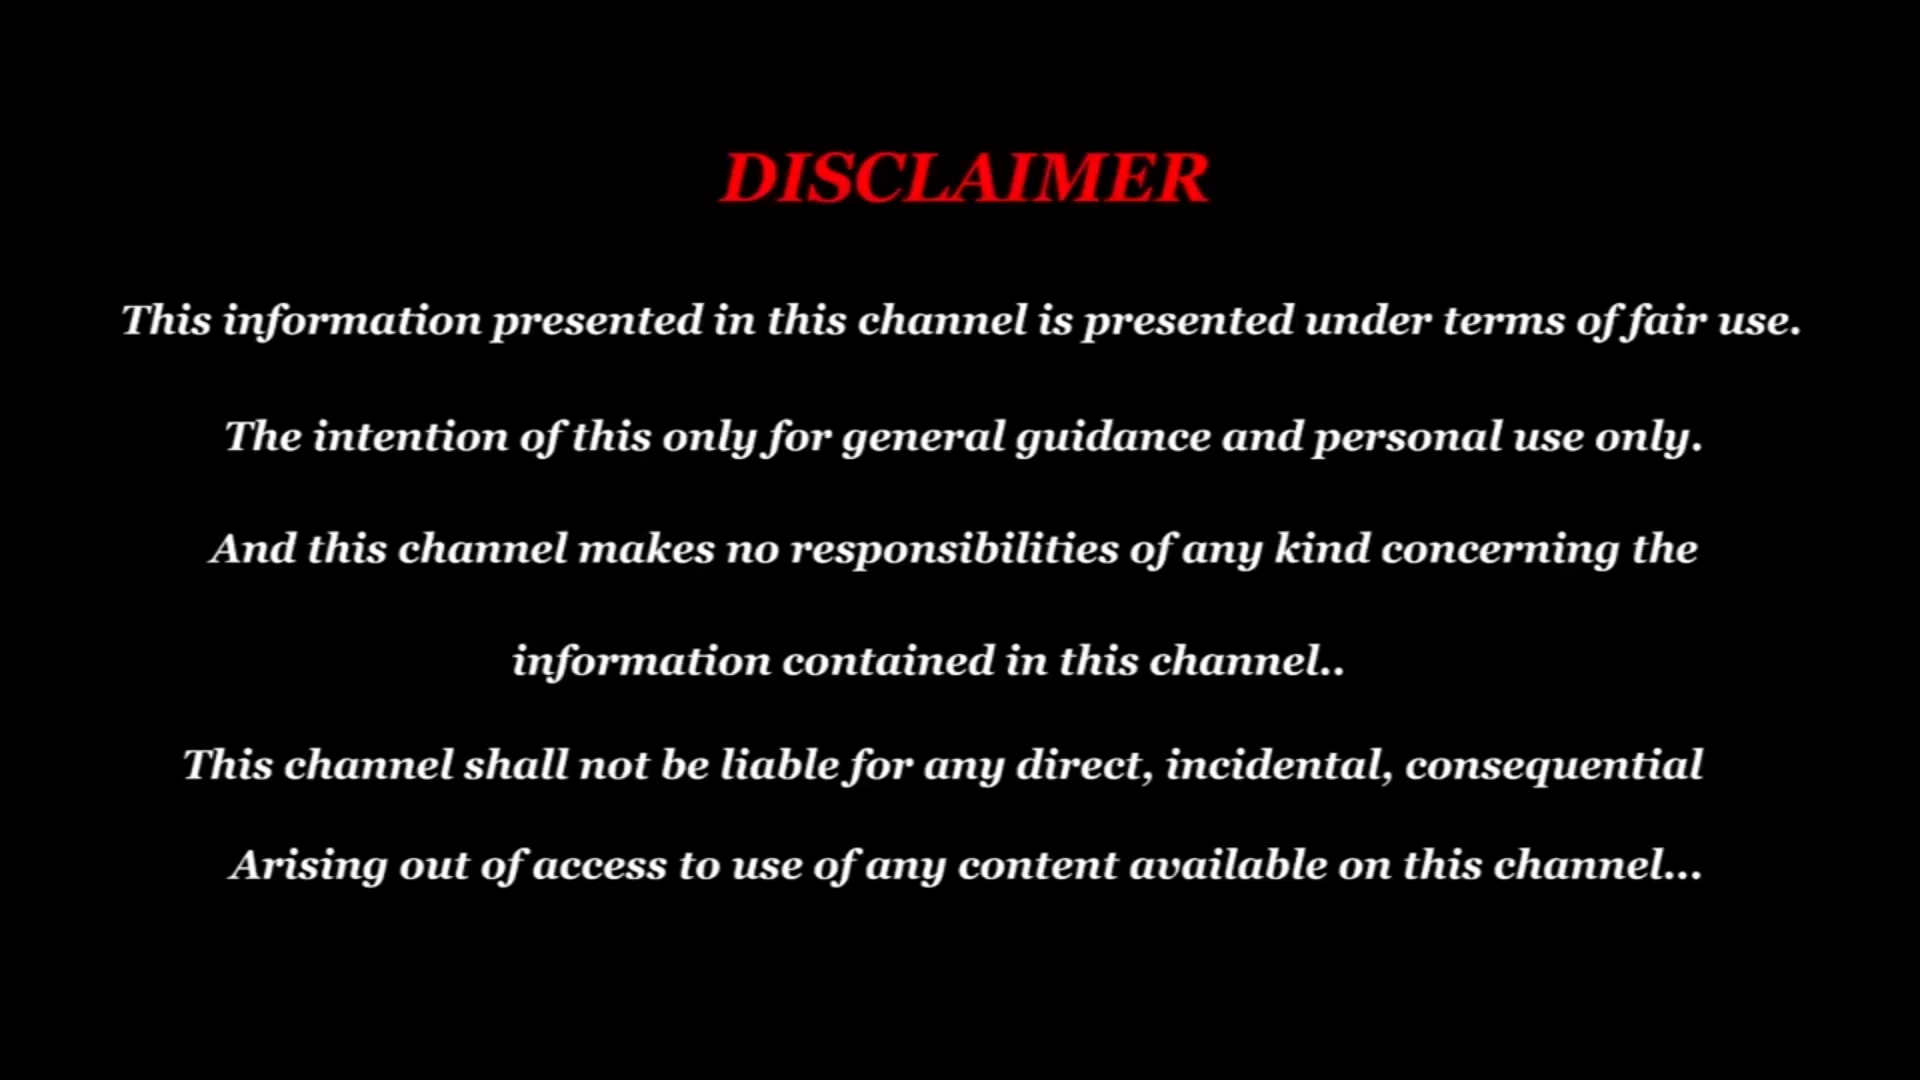 DISCLAIMER
This information presented in this channel is presented under terms of fair use.
The intention of this only for general guidance and personal use only.
And this channel makes no responsibilities of any kind concerning the
information contained in this channel..
This channel shall not be liable for any direct, incidental, consequential
Arising out of access to use of any content available on this channel...